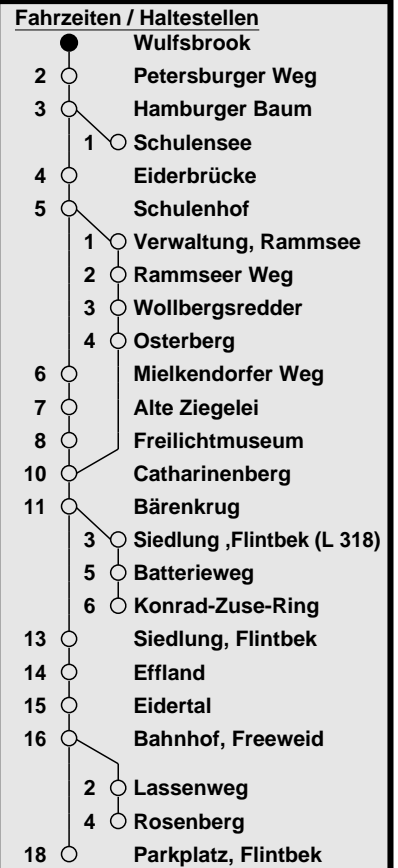 Fahrzeiten / Haltestellen
Wulfsbrook
2 Petersburger Weg
3 Hamburger Baum
1 Schulensee
4 Eiderbrücke
5 Schulenhof
1 Verwaltung, Rammsee
2 Rammseer Weg
3 Wollbergsredder
4 Osterberg
6 Mielkendorfer Weg
7 Alte Ziegelei
8 Freilichtmuseum
10 Catharinenberg
11 Bärenkrug
3 Siedlung ,Flintbek (L 318)
5 Batterieweg
6 Konrad-Zuse-Ring
13 Siedlung, Flintbek
14 Effland
15 Eidertal
16 Bahnhof, Freeweid
2 Lassenweg
4 Rosenberg
18 Parkplatz, Flintbek